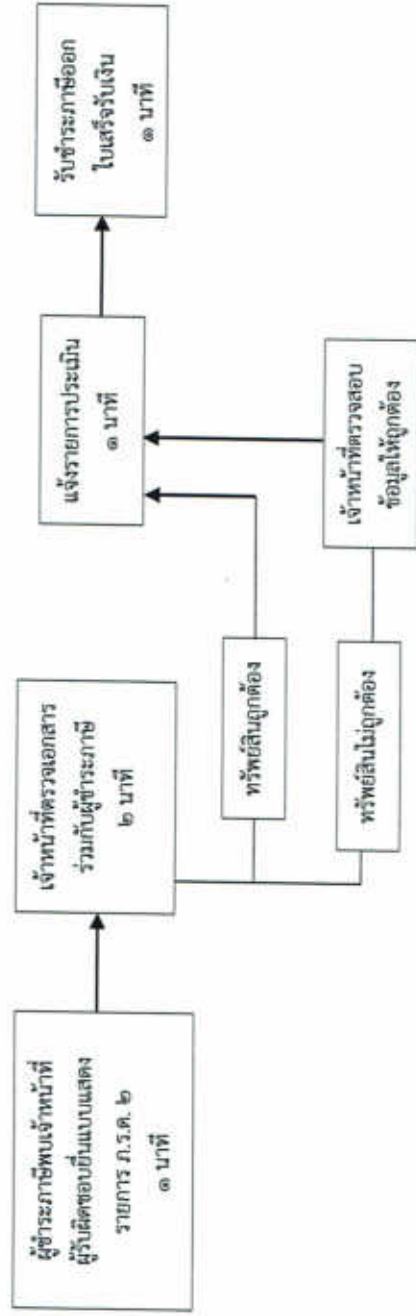 ผู้ชำระภาษีพบเจ้าหน้าที่
ผู้รับผิดชอบยื่นแบบแสดง
รายการ ภ.ร.ด. ๒
๑ นาที
เจ้าหน้าที่ตรวจเอกสาร
ร่วมกับผู้ชำระภาษี
๒ นาที
ทรัพย์สินถูกต้อง
ทรัพย์สินไม่ถูกต้อง
เจ้าหน้าที่ตรวจสอบ
ข้อมูลให้ถูกต้อง
แจ้งรายการประเมิน
๑ นาที
รับชำระภาษีออก
ใบเสร็จรับเงิน
๑ นาที